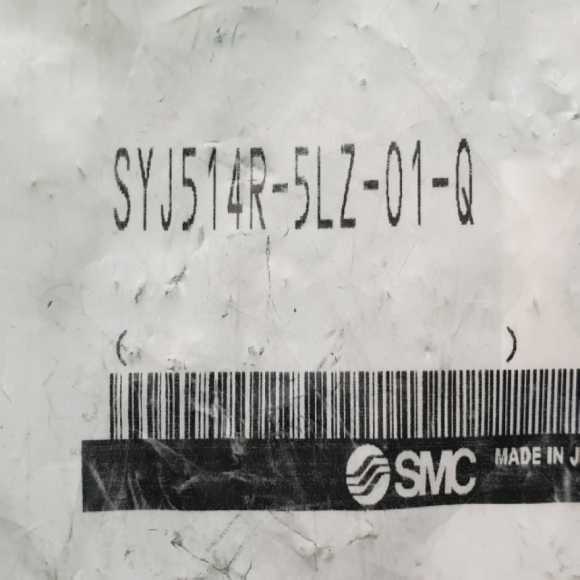 SYJ514R-5LZ-01-Q
( )
SMC MADE IN J